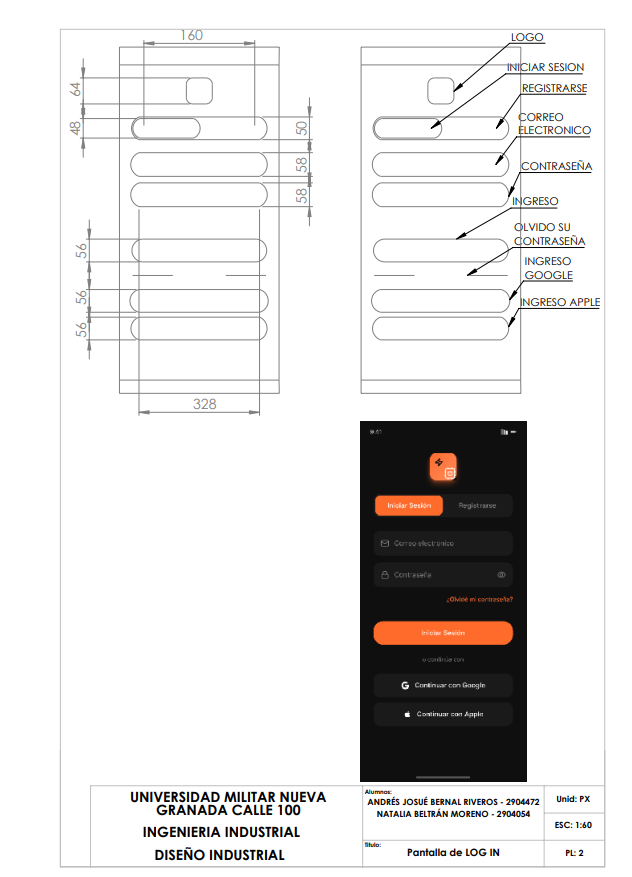 160
64
48
50
58
58
56
56
56
328
LOGO
INICIAR SESION
REGISTRARSE
CORREO
ELECTRONICO
CONTRASEÑA
INGRESO
OLVIDO SU
CONTRASEÑA
INGRESO
GOOGLE
INGRESO APPLE
Iniciar Sesión
Registrarse
Correo electrónico
Contraseña
¿Olvidé mi contraseña?
Iniciar Sesión
o continúe con
Continuar con Google
Continuar con Apple
UNIVERSIDAD MILITAR NUEVA
GRANADA CALLE 100
INGENIERIA INDUSTRIAL
DISEÑO INDUSTRIAL
Alumnos:
ANDRÉS JOSUÉ BERNAL RIVEROS - 2904472
NATALIA BELTRÁN MORENO - 2904054
Titulo:
Pantalla de LOG IN
Unid: PX
ESC: 1:60
PL: 2